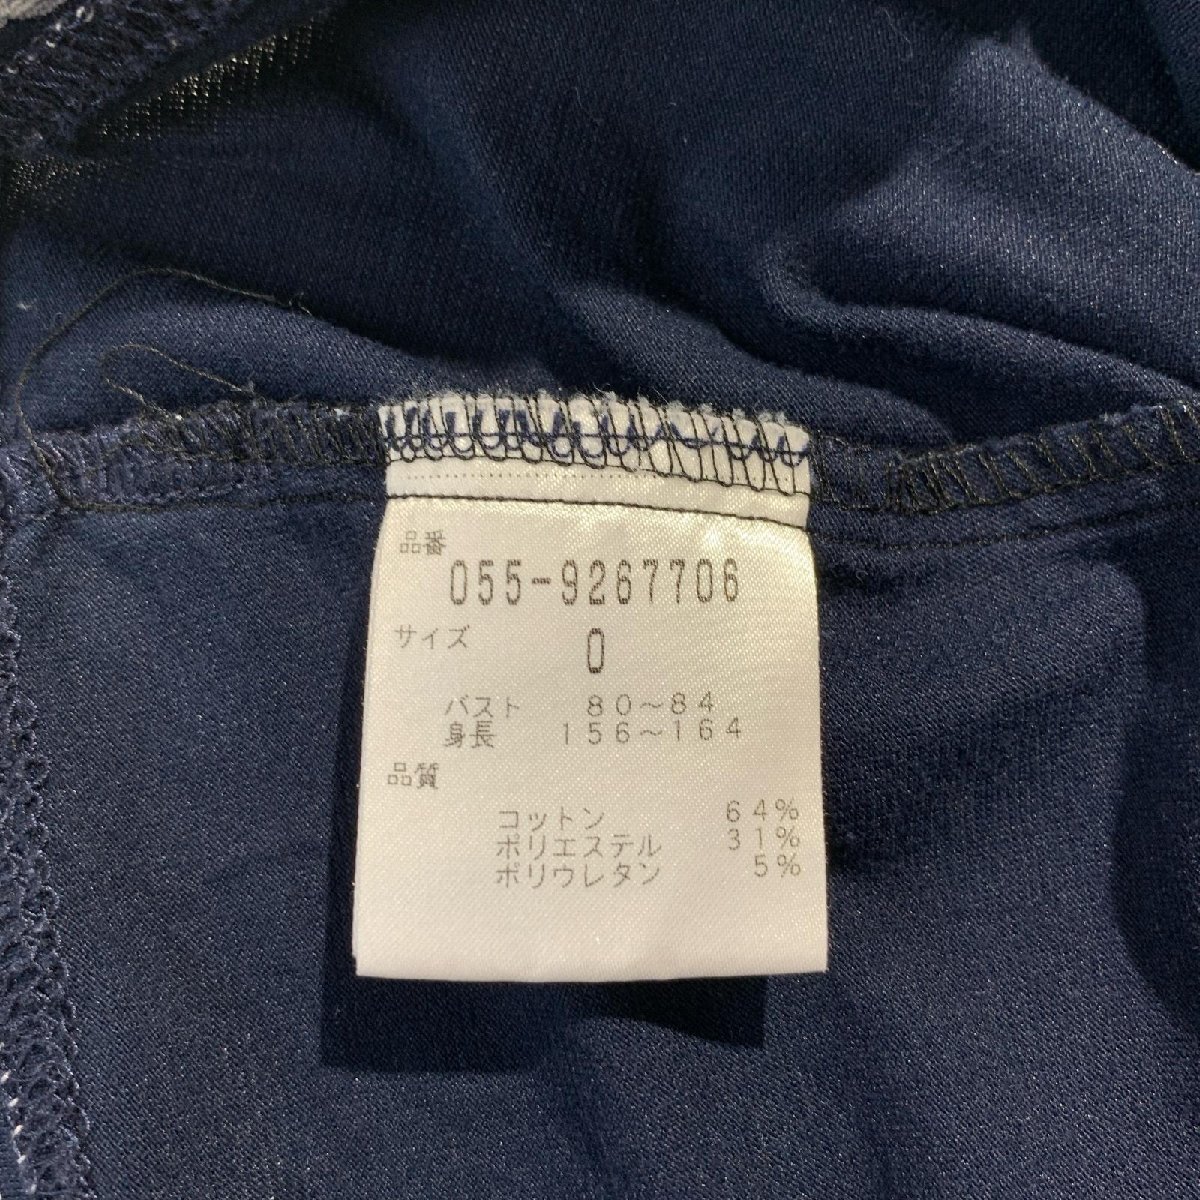 品番
055-9267706
サイズ 0
バスト 80〜84
身長 156〜164
品質
コットン 64%
ポリエステル 31%
ポリウレタン 5%